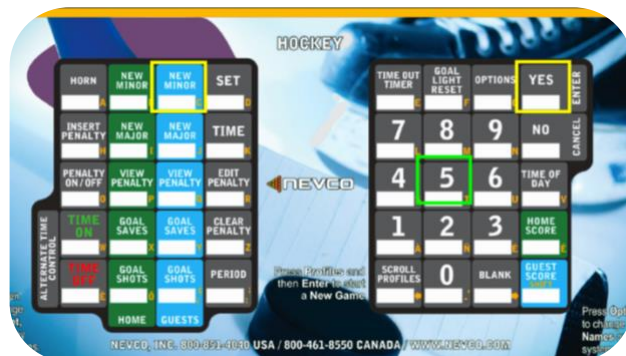 HOCKEY
HORN
NEW MINOR
NEW MINOR
SET
INSERT PENALTY
NEW MAJOR
NEW MAJOR
TIME
PENALTY ON/OFF
VIEW PENALTY
VIEW PENALTY
EDIT PENALTY
TIME ON
GOAL SAVES
GOAL SAVES
CLEAR PENALTY
TIME OFF
GOAL SHOTS
GOAL SHOTS
PERIOD
ALTERNATE TIME CONTROL
HOME
GUESTS
NEVCO
TIME OUT TIMER
GOAL LIGHT RESET
OPTIONS
YES
ENTER
7
8
9
NO
CANCEL
4
5
6
TIME OF DAY
1
2
3
HOME SCORE
SCROLL PROFILES
0
BLANK
GUEST SCORE
SHIFT
Press Profiles and
then Enter to start
a New Game
Press
to change
Names
NEVCO, INC. 800-851-4040 USA / 800-461-8550 CANADA / WWW.NEVCO.COM